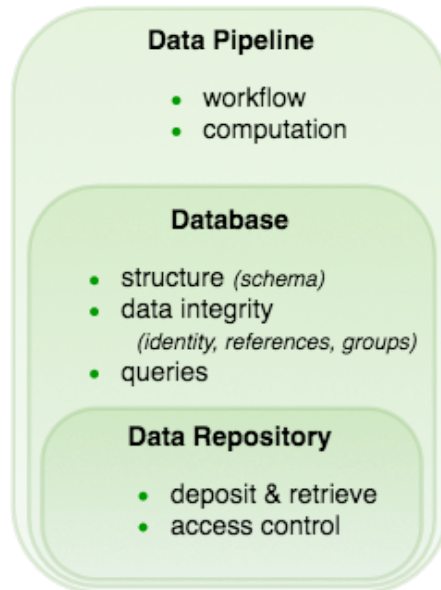 Data Pipeline
• workflow
• computation
Database
• structure (schema)
• data integrity
(identity, references, groups)
• queries
Data Repository
• deposit & retrieve
• access control